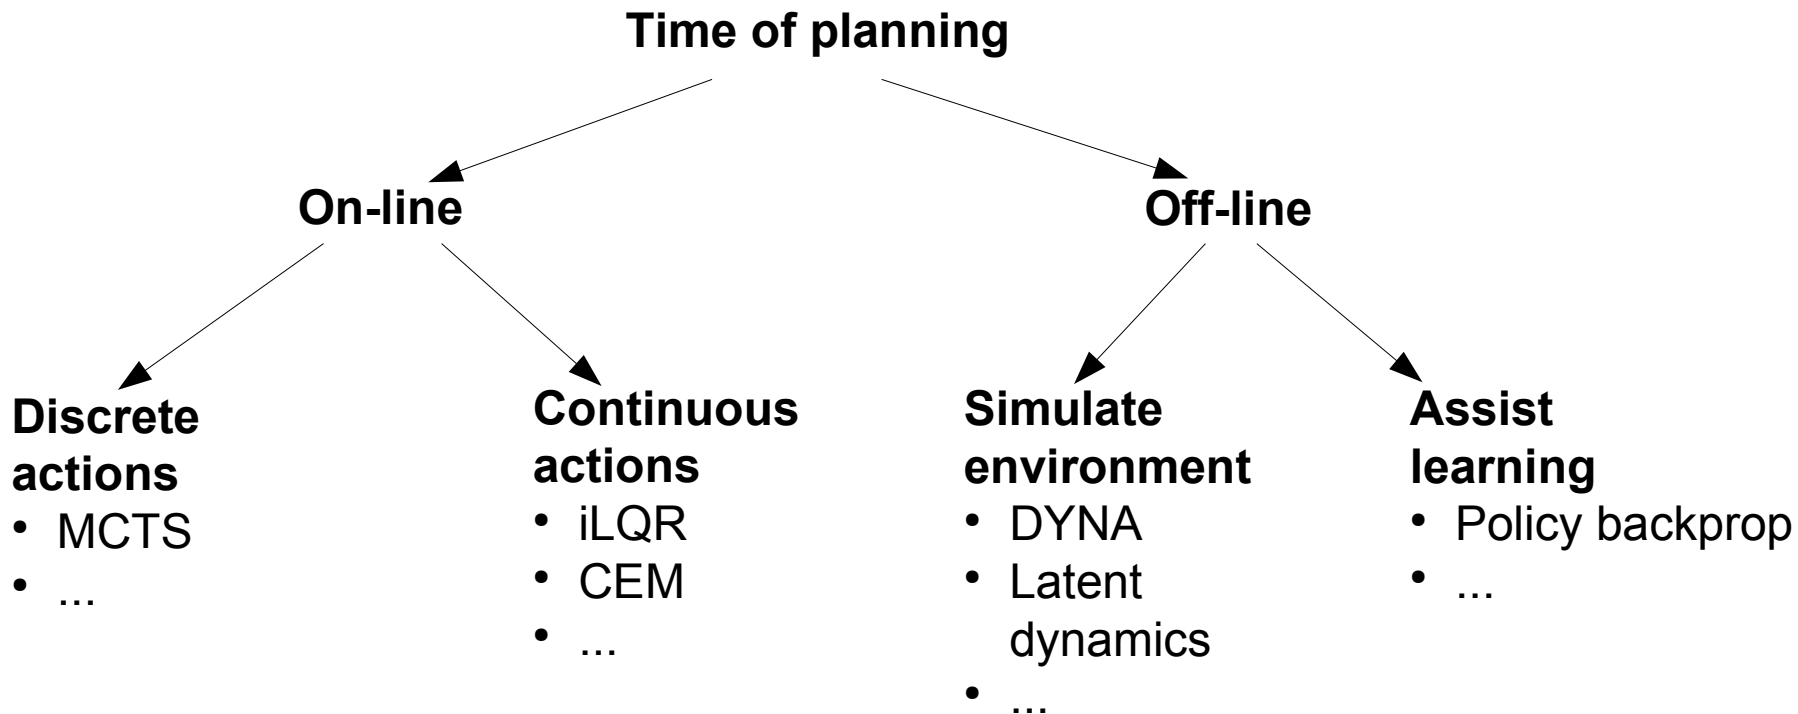 Time of planning
On-line
Off-line
Discrete
actions
• MCTS
• ...
Continuous
actions
• iLQR
• CEM
• ...
Simulate
environment
• DYNA
• Latent
dynamics
• ...
Assist
learning
• Policy backprop
• ...